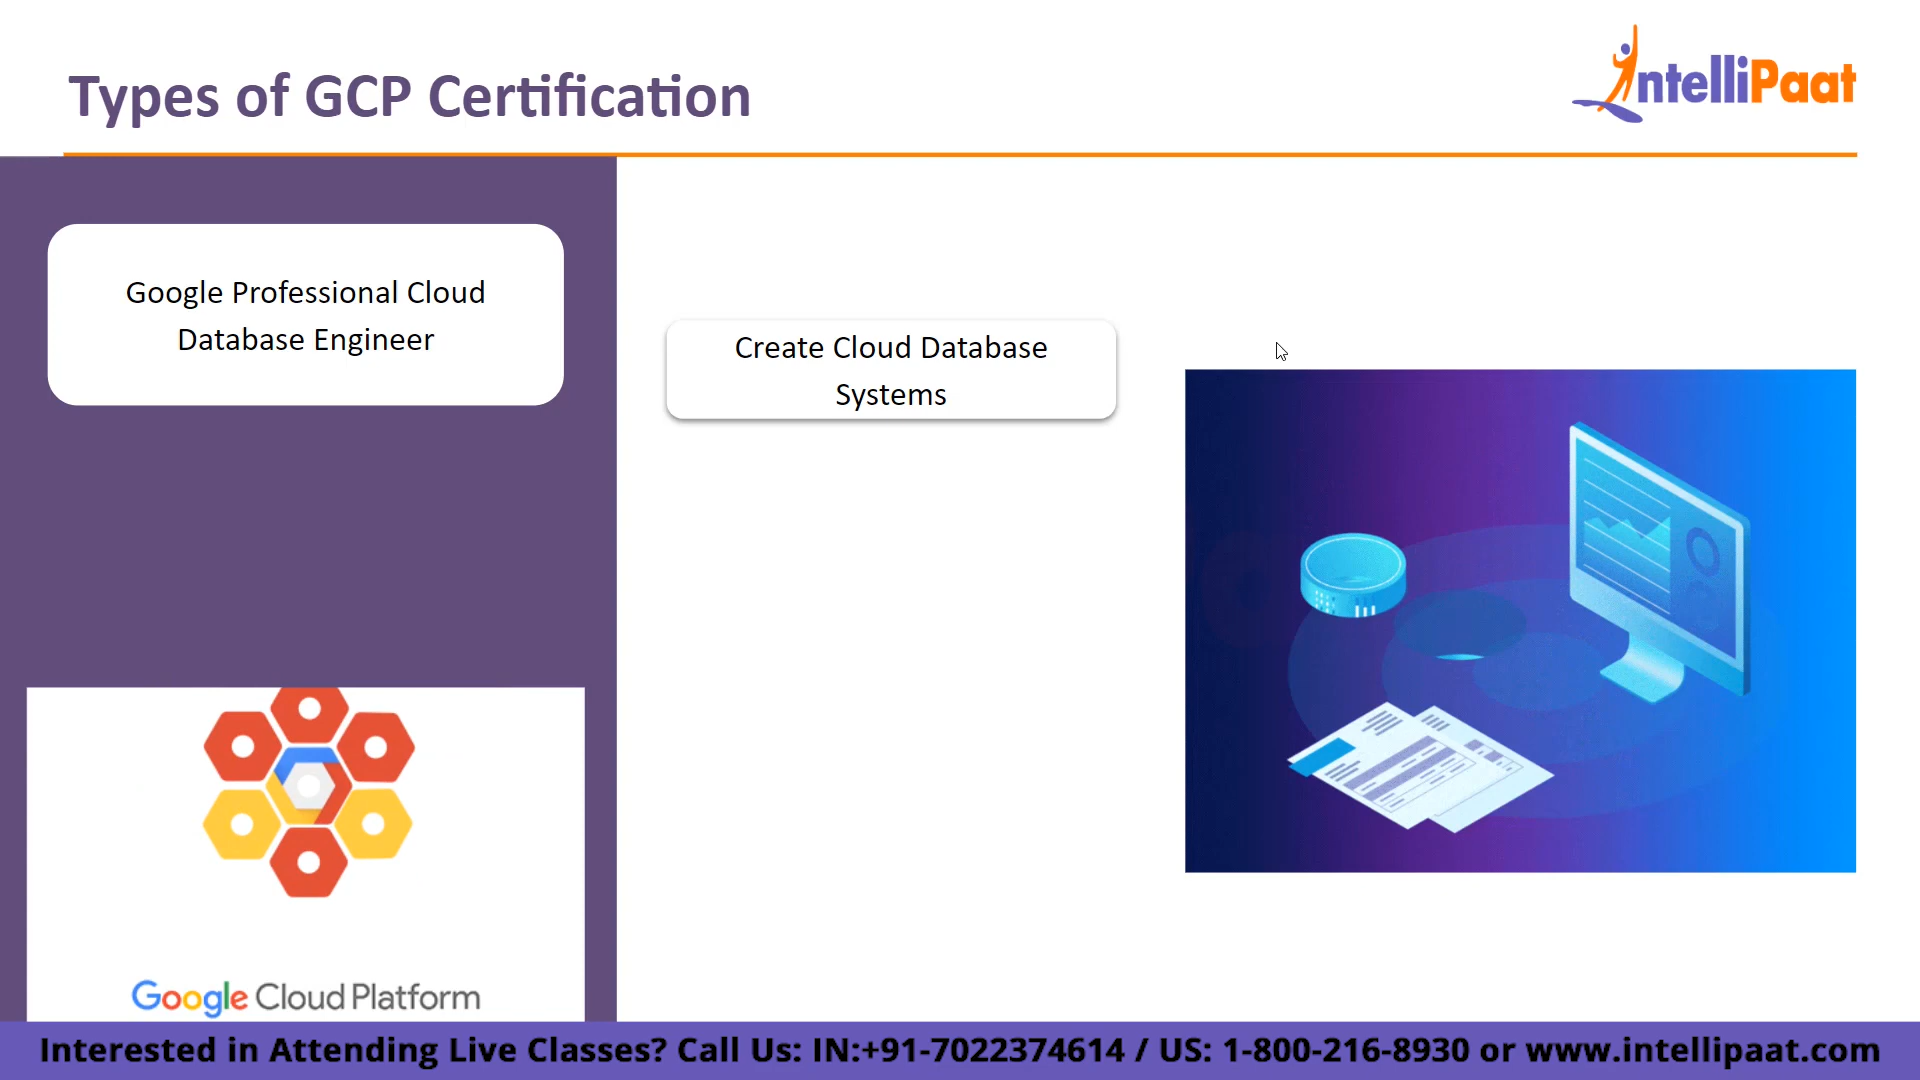 Types of GCP Certification
IntelliPaat
Google Professional Cloud
Database Engineer
Create Cloud Database
Systems
Google Cloud Platform
Interested in Attending Live Classes? Call Us: IN:+91-7022374614 / US: 1-800-216-8930 or www.intellipaat.com